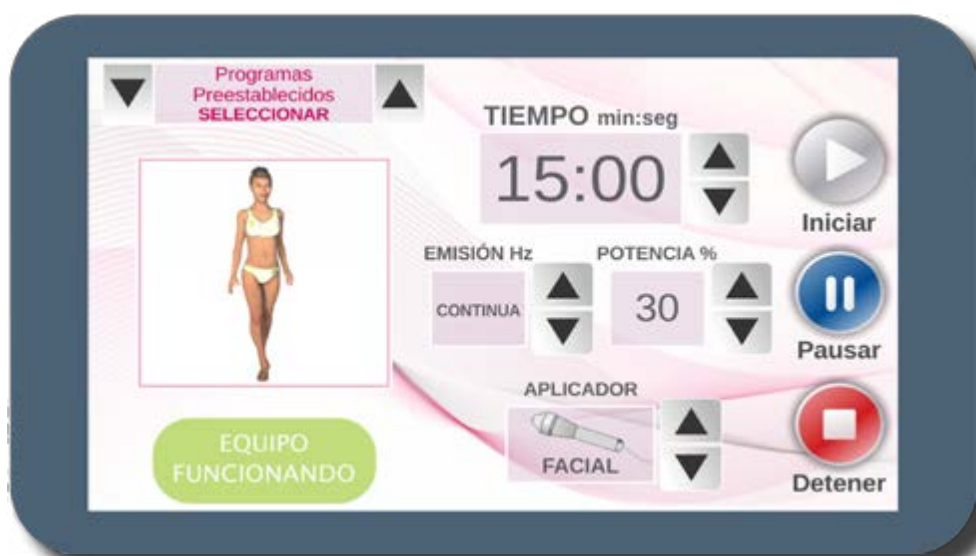 Programas
Preestablecidos
SELECCIONAR
TIEMPO min:seg
15:00
Iniciar
EMISIÓN Hz
POTENCIA %
CONTINUA
30
Pausar
APLICADOR
FACIAL
EQUIPO
FUNCIONANDO
Detener